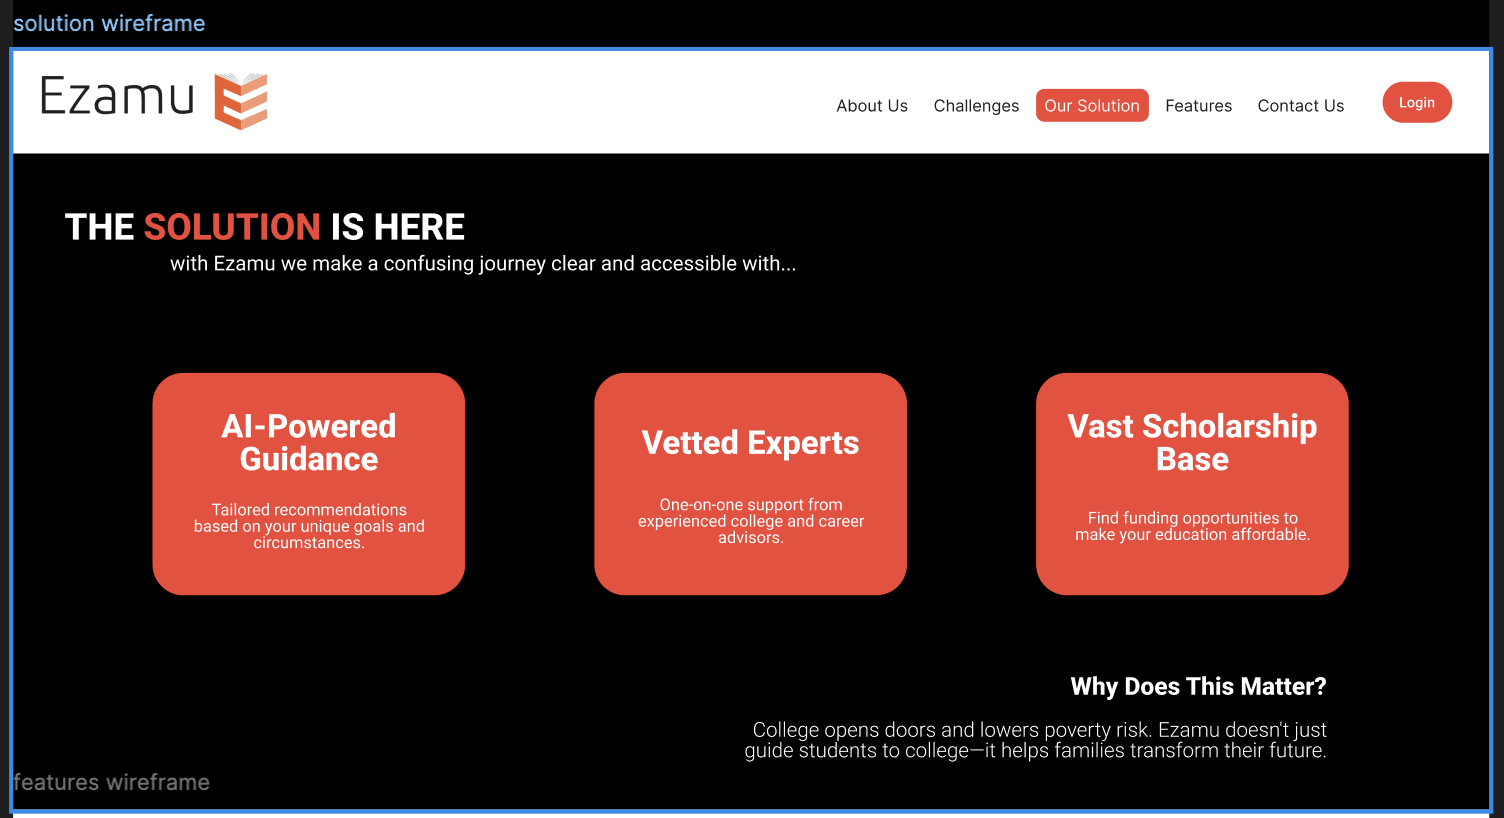 solution wireframe
Ezamu
About Us
Challenges
Our Solution
Features
Contact Us
Login
THE SOLUTION IS HERE
with Ezamu we make a confusing journey clear and accessible with...
AI-Powered
Guidance
Tailored recommendations
based on your unique goals and
circumstances.
Vetted Experts
One-on-one support from
experienced college and career
advisors.
Vast Scholarship
Base
Find funding opportunities to
make your education affordable.
Why Does This Matter?
College opens doors and lowers poverty risk. Ezamu doesn't just
guide students to college—it helps families transform their future.
features wireframe